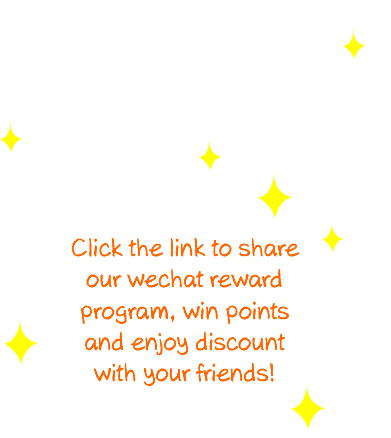 Click the link to share
our wechat reward
program, win points
and enjoy discount
with your friends!